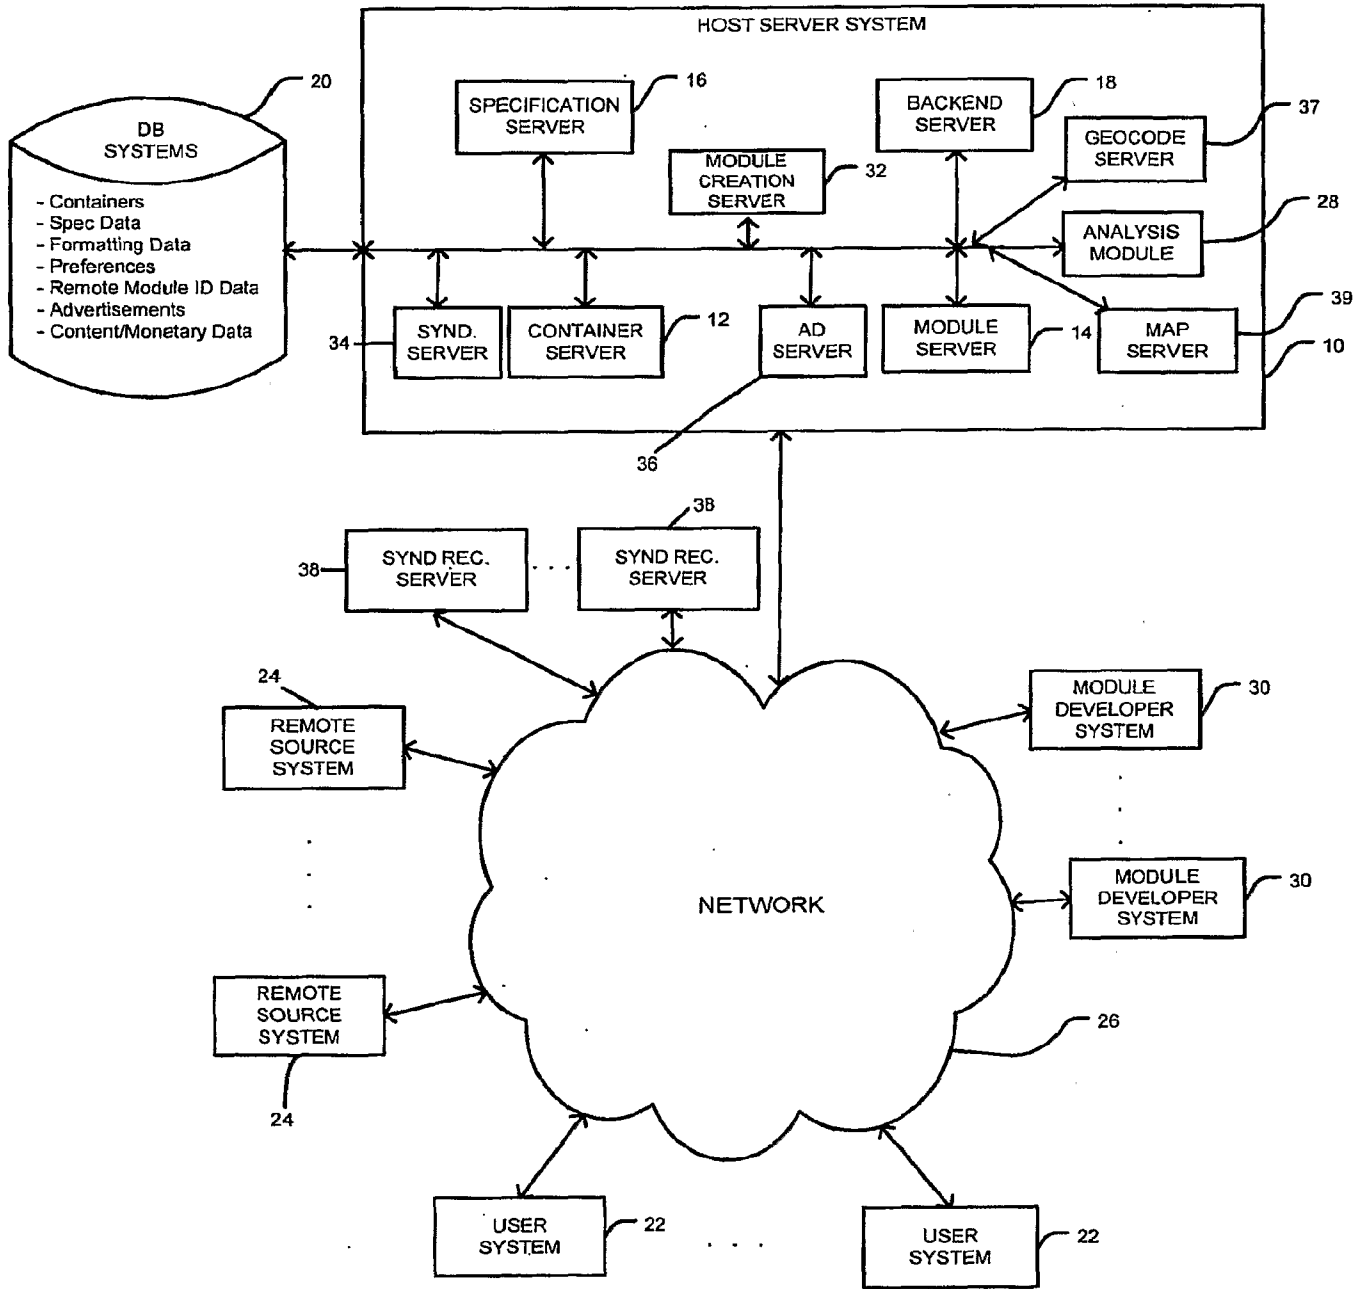 HOST SERVER SYSTEM
20
DB
SYSTEMS
- Containers
- Spec Data
- Formatting Data
- Preferences
- Remote Module ID Data
- Advertisements
- Content/Monetary Data
SPECIFICATION
SERVER
16
MODULE
CREATION
SERVER
32
BACKEND
SERVER
18
GEOCODE
SERVER
37
ANALYSIS
MODULE
28
34
SYND.
SERVER
CONTAINER
SERVER
12
AD
SERVER
36
MODULE
SERVER
14
MAP
SERVER
39
10
38
SYND REC.
SERVER
. . .
SYND REC.
SERVER
38
24
REMOTE
SOURCE
SYSTEM
REMOTE
SOURCE
SYSTEM
24
NETWORK
MODULE
DEVELOPER
SYSTEM
30
MODULE
DEVELOPER
SYSTEM
30
26
USER
SYSTEM
22
. . .
USER
SYSTEM
22